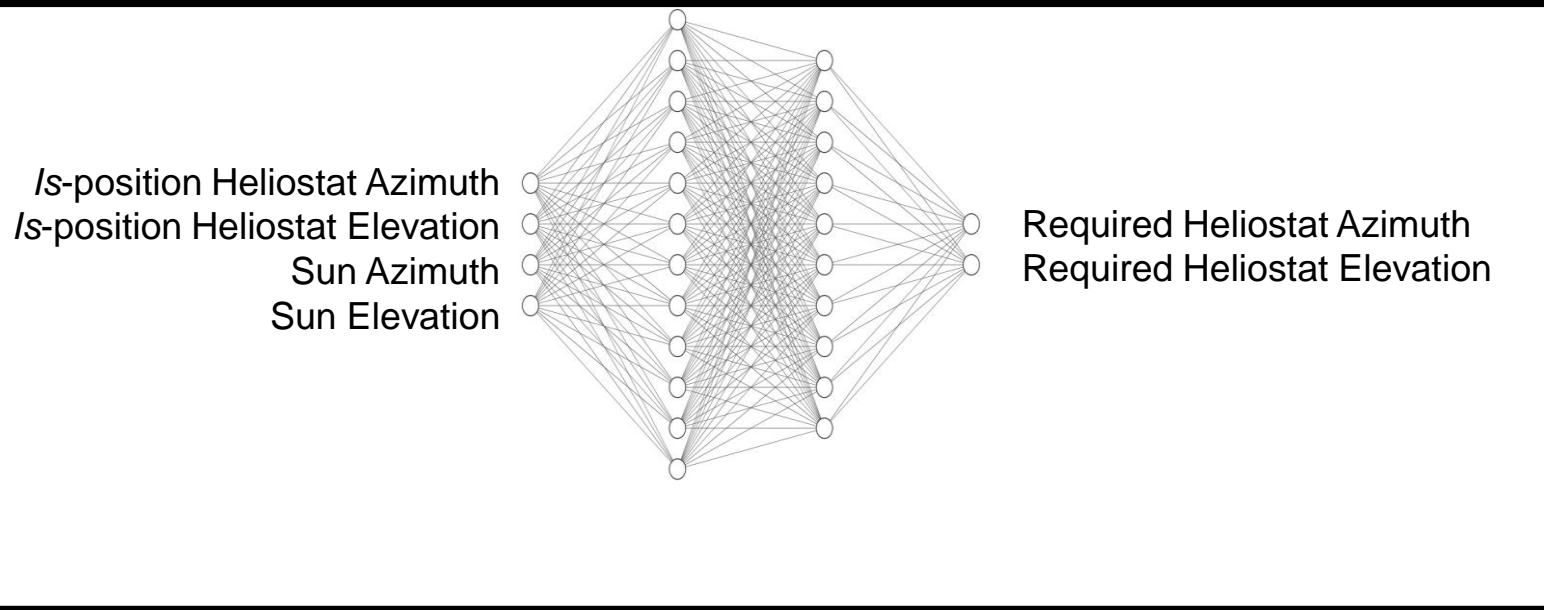 Is-position Heliostat Azimuth
Is-position Heliostat Elevation
Sun Azimuth
Sun Elevation
Required Heliostat Azimuth
Required Heliostat Elevation